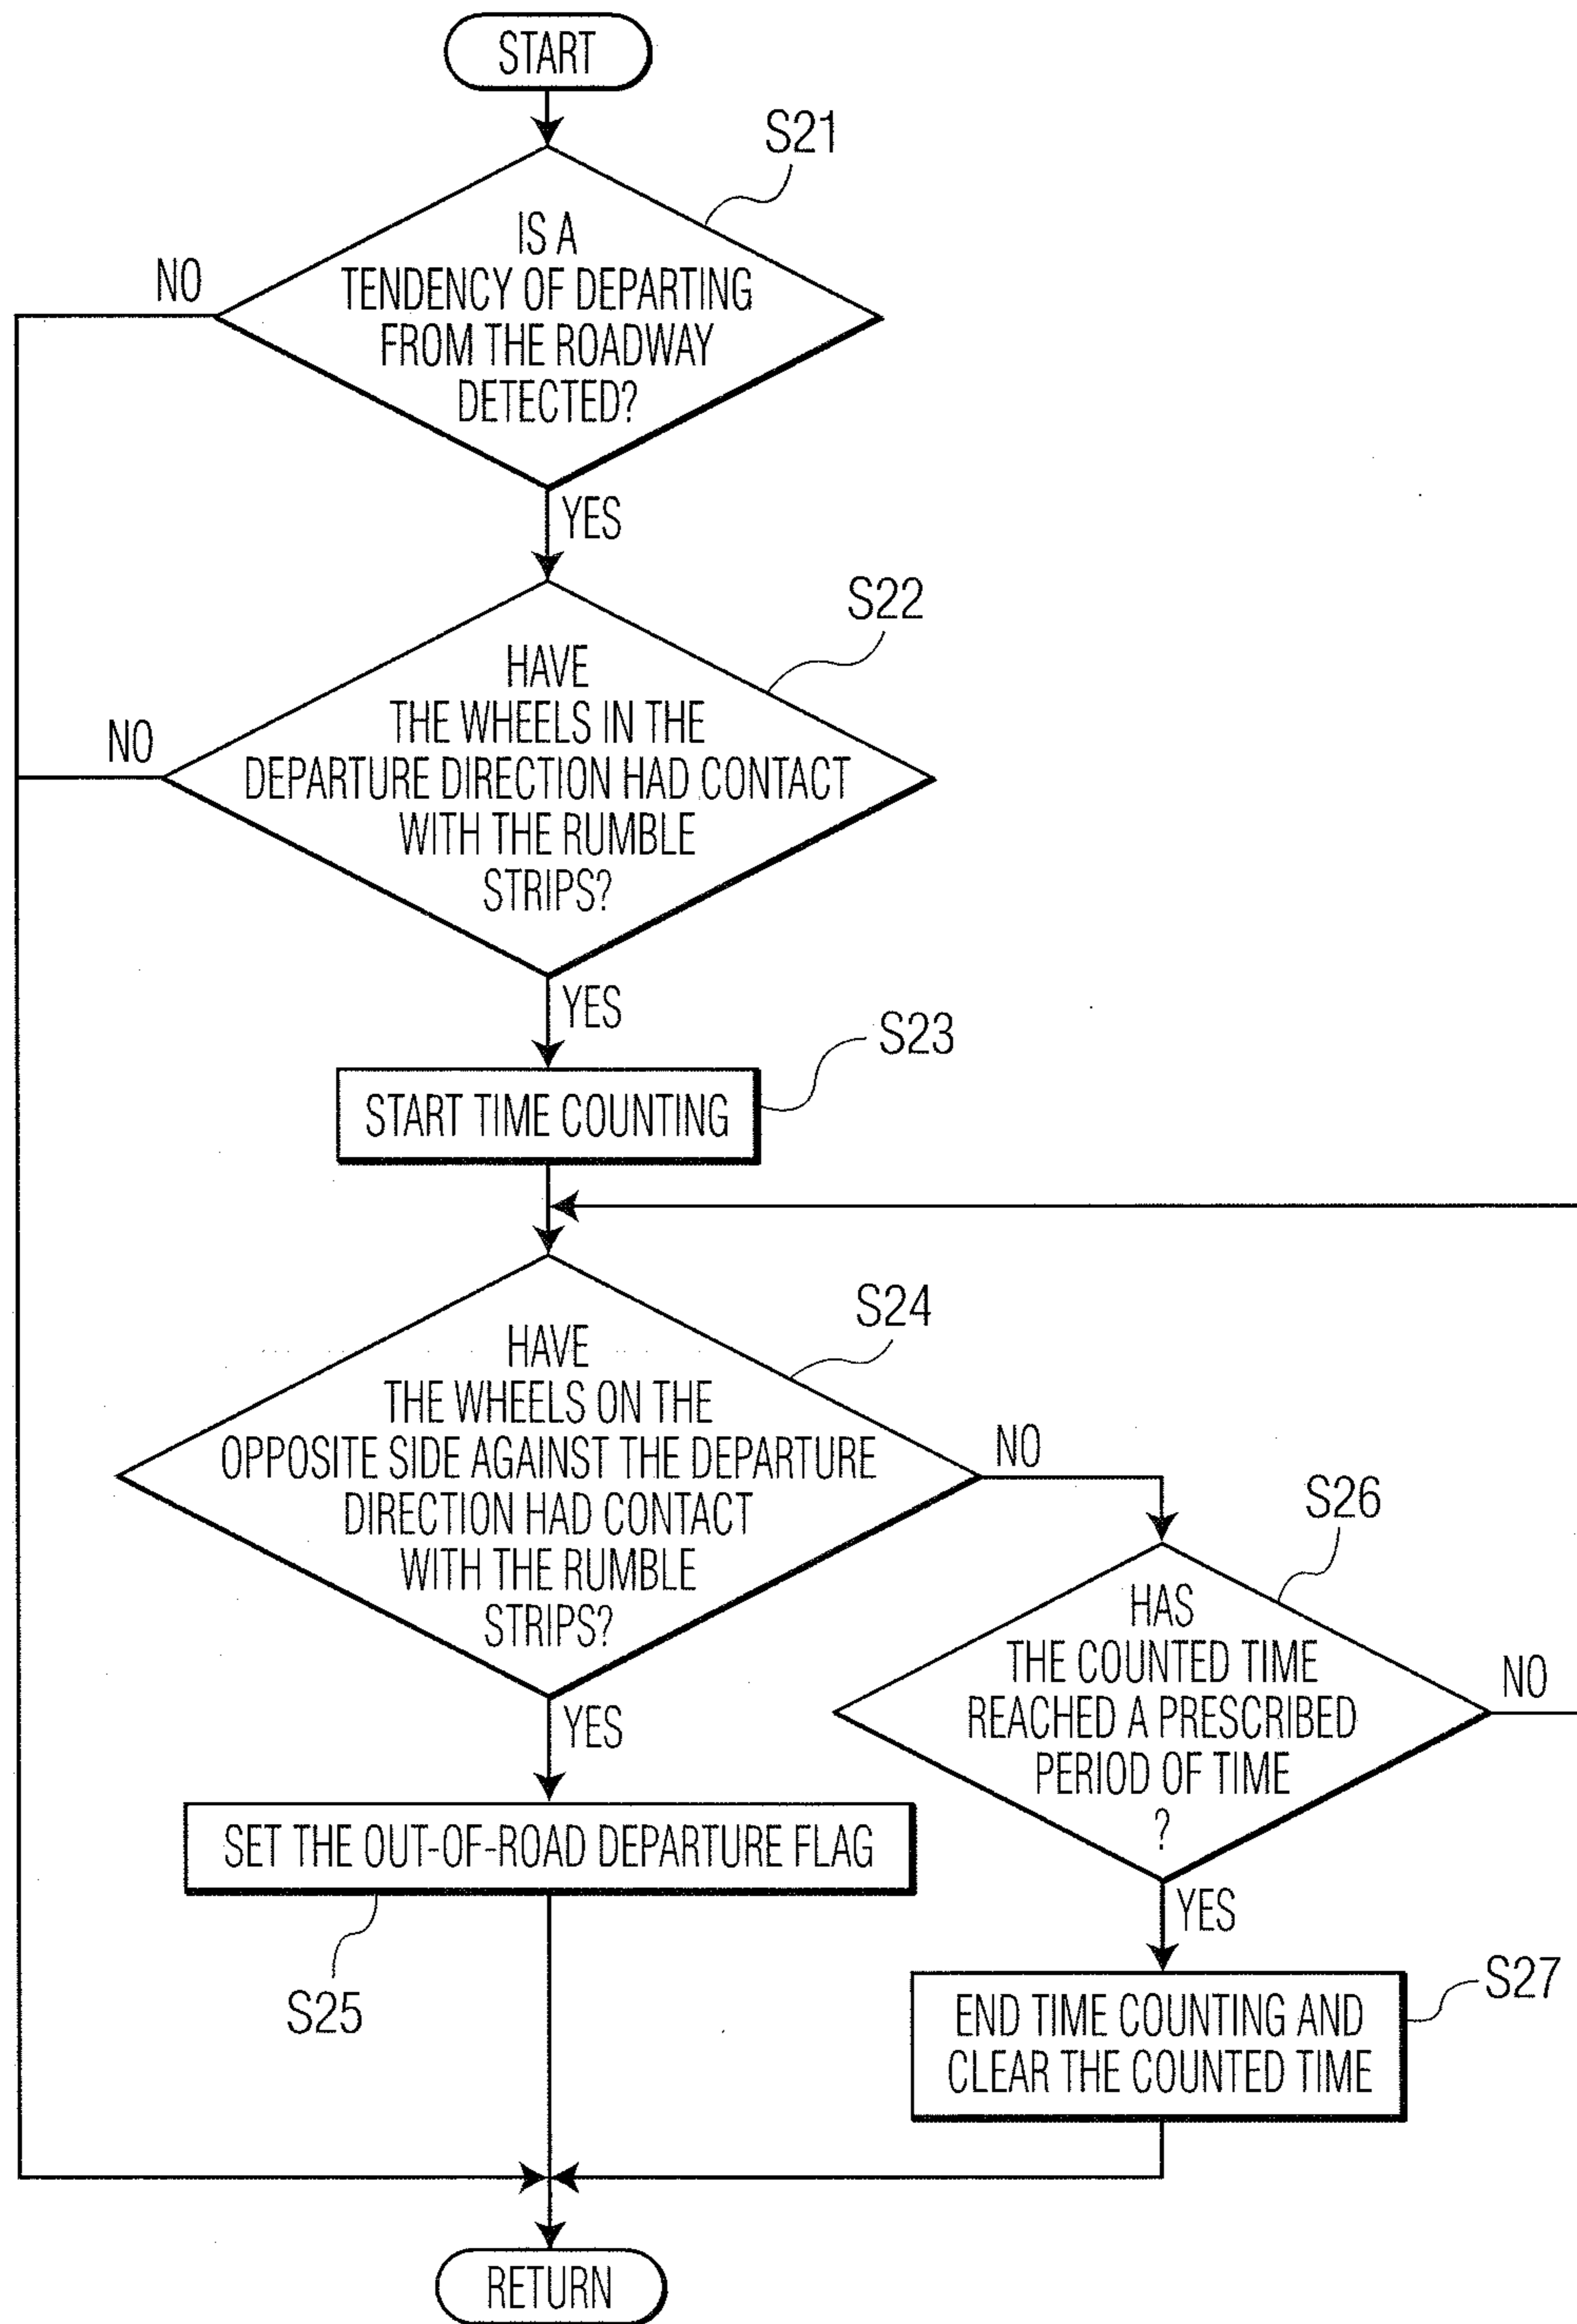 START
S21
IS A
TENDENCY OF DEPARTING
FROM THE ROADWAY
DETECTED?
NO
YES
S22
HAVE
THE WHEELS IN THE
DEPARTURE DIRECTION HAD CONTACT
WITH THE RUMBLE
STRIPS?
NO
YES
S23
START TIME COUNTING
S24
HAVE
THE WHEELS ON THE
OPPOSITE SIDE AGAINST THE DEPARTURE
DIRECTION HAD CONTACT
WITH THE RUMBLE
STRIPS?
NO
YES
S26
HAS
THE COUNTED TIME
REACHED A PRESCRIBED
PERIOD OF TIME
?
NO
YES
SET THE OUT-OF-ROAD DEPARTURE FLAG
S25
S27
END TIME COUNTING AND
CLEAR THE COUNTED TIME
RETURN